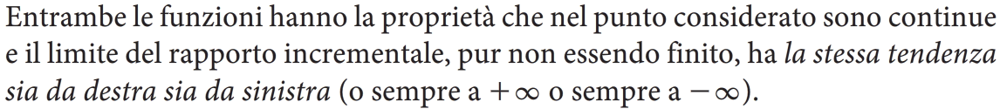 Entrambe le funzioni hanno la proprietà che nel punto considerato sono continue
e il limite del rapporto incrementale, pur non essendo finito, ha la stessa tendenza
sia da destra sia da sinistra (o sempre a +∞ o sempre a −∞).